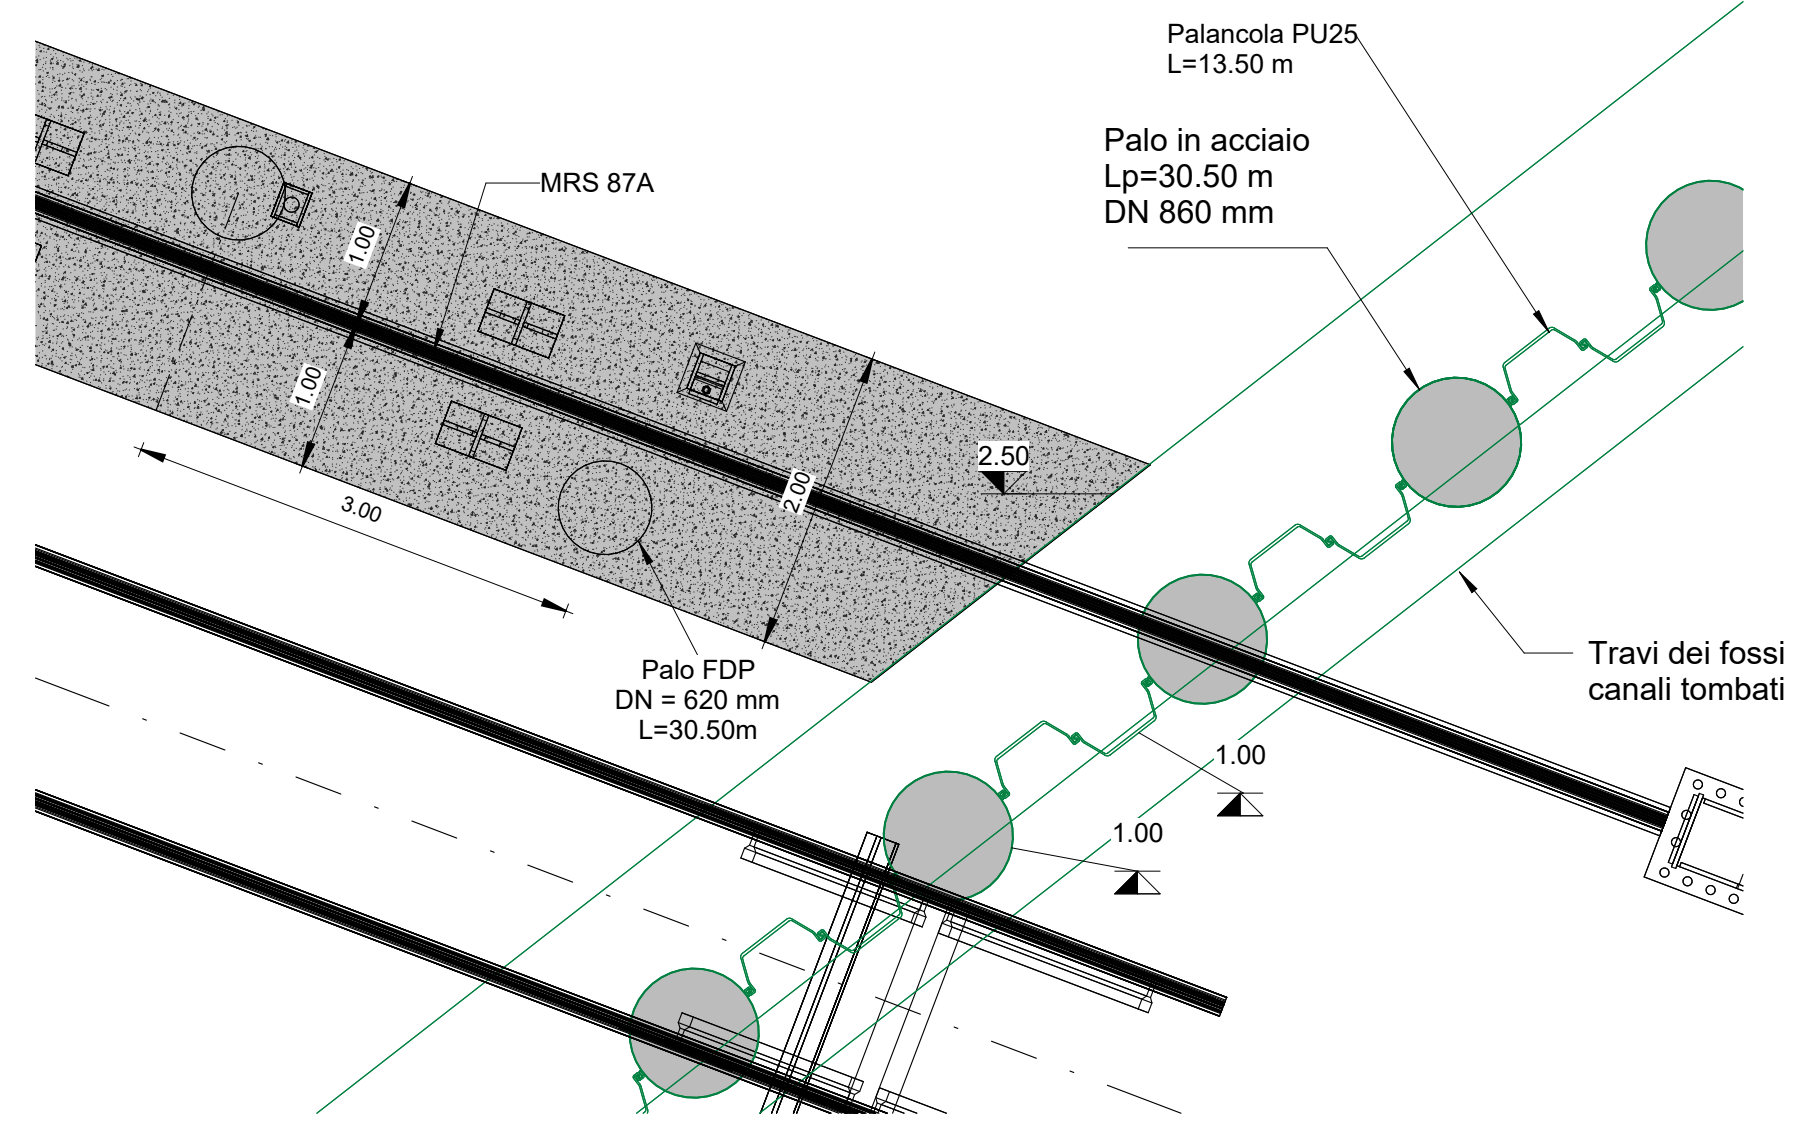 Palancola PU25
L=13.50 m
Palo in acciaio
Lp=30.50 m
DN 860 mm
MRS 87A
1.00
1.00
2.50
2.00
3.00
Palo FDP
DN = 620 mm
L=30.50m
Travi dei fossi
canali tombati
1.00
1.00